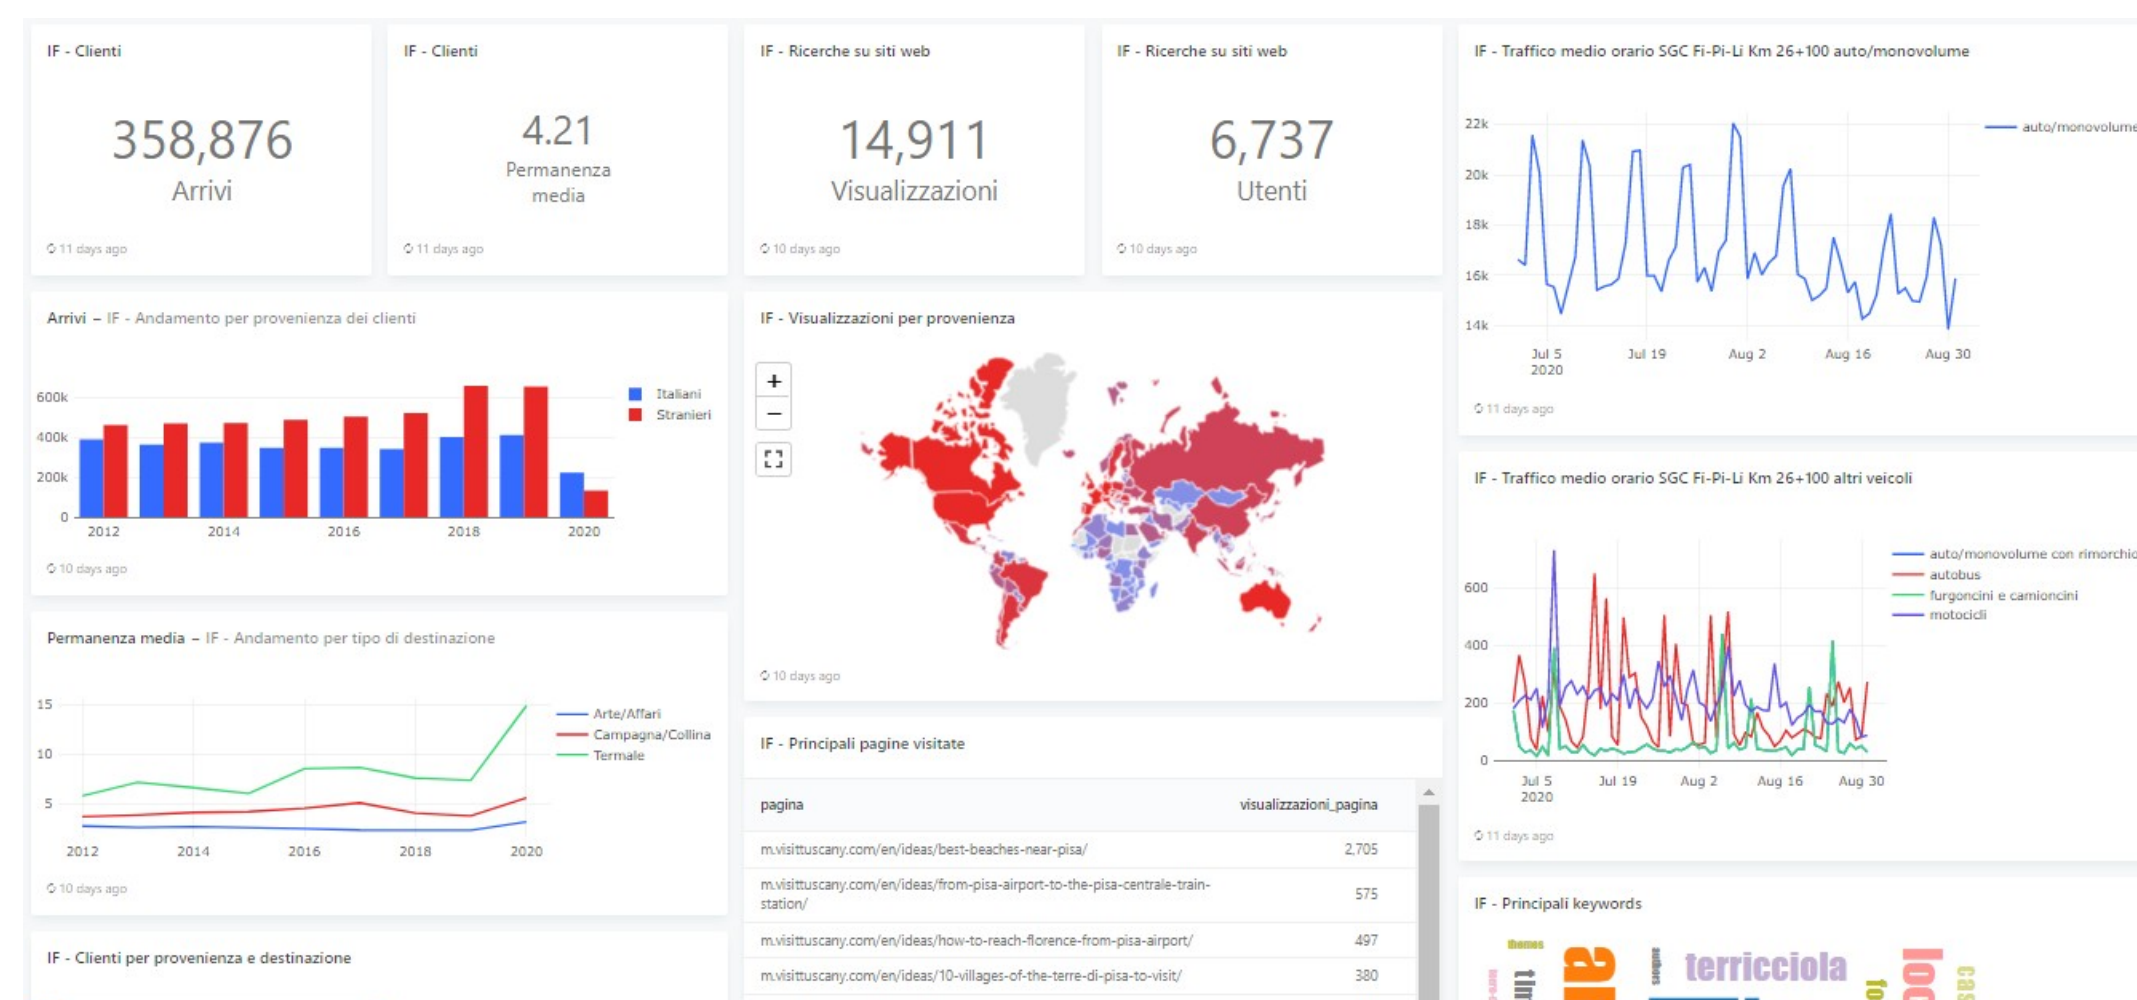 IF - Clienti
358,876
Arrivi
11 days ago
IF - Clienti
4.21
Permanenza
media
11 days ago
IF - Ricerche su siti web
14,911
Visualizzazioni
10 days ago
IF - Ricerche su siti web
6,737
Utenti
10 days ago
IF - Traffico medio orario SGC Fi-Pi-Li Km 26+100 auto/monovolume
22k
20k
18k
16k
14k
Jul 5
2020
Jul 19
Aug 2
Aug 16
Aug 30
auto/monovolume
11 days ago
Arrivi – IF - Andamento per provenienza dei clienti
600k
400k
200k
0
2012
2014
2016
2018
2020
Italiani
Stranieri
10 days ago
IF - Visualizzazioni per provenienza
+
−
10 days ago
IF - Traffico medio orario SGC Fi-Pi-Li Km 26+100 altri veicoli
600
400
200
0
Jul 5
2020
Jul 19
Aug 2
Aug 16
Aug 30
auto/monovolume con rimorchio
autobus
furgoncini e camioncini
motocicli
11 days ago
Permanenza media – IF - Andamento per tipo di destinazione
15
10
5
2012
2014
2016
2018
2020
Arte/Affari
Campagna/Collina
Termale
10 days ago
IF - Principali pagine visitate
pagina visualizzazioni_pagina
m.visittuscany.com/en/ideas/best-beaches-near-pisa/ 2,705
m.visittuscany.com/en/ideas/from-pisa-airport-to-the-pisa-centrale-train-
station/ 575
m.visittuscany.com/en/ideas/how-to-reach-florence-from-pisa-airport/ 497
m.visittuscany.com/en/ideas/10-villages-of-the-terre-di-pisa-to-visit/ 380
IF - Clienti per provenienza e destinazione
IF - Principali keywords
themes
authors
terricciola